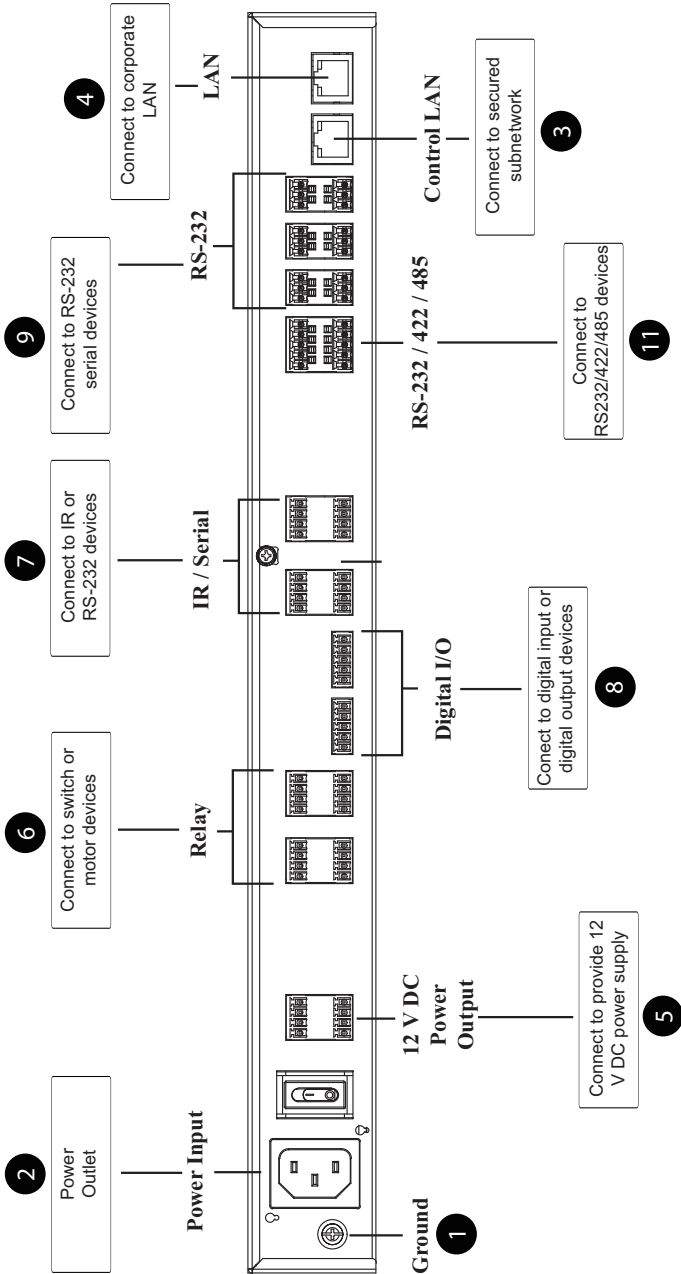 2
Power
Outlet
Power Input
6
Connect to switch or
motor devices
Relay
7
Connect to IR or
RS-232 devices
IR / Serial
9
Connect to RS-232
serial devices
RS-232
4
Connect to corporate
LAN
LAN
Ground
1
12 V DC
Power
Output
Connect to provide 12
V DC power supply
5
Digital I/O
Conect to digital input or
digital output devices
8
RS-232 / 422 / 485
Connect to
RS232/422/485 devices
11
Control LAN
Connect to secured
subnetwork
3